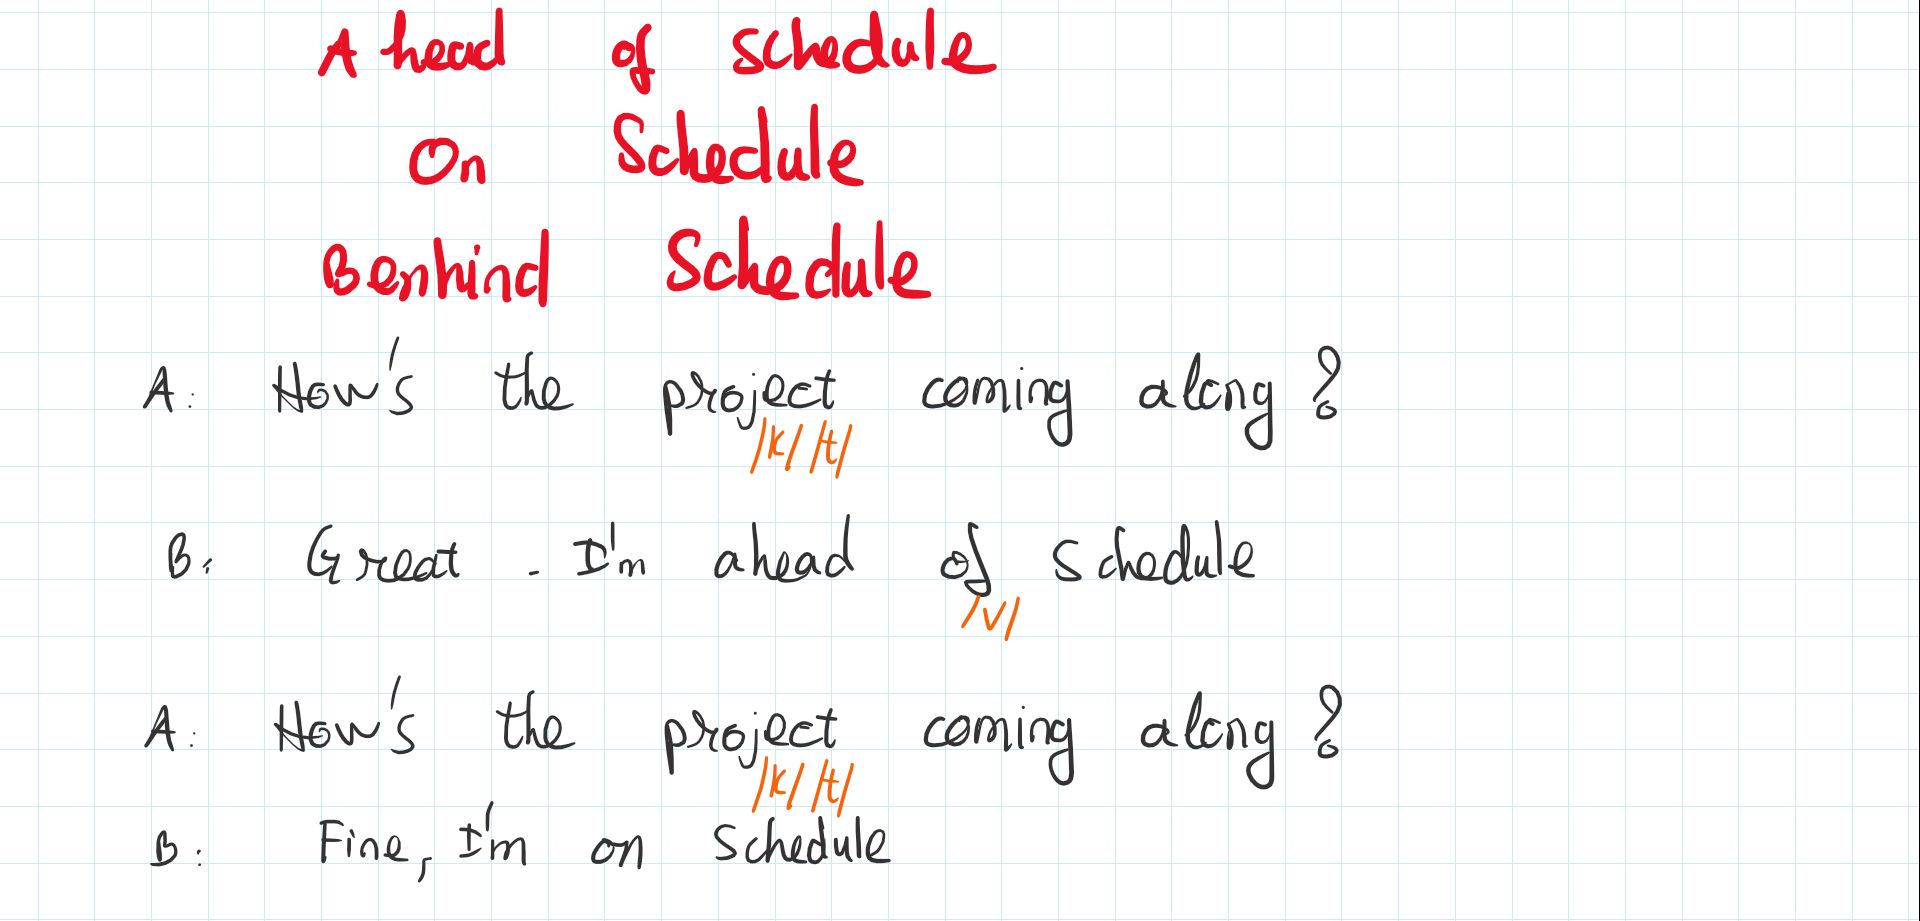 Ahead of schedule
On Schedule
Benhind Schedule
A: How's the project coming along?
/k/ /t/
B: Great. I'm ahead of schedule
/v/
A: How's the project coming along?
/k/ /t/
B: Fine, I'm on schedule